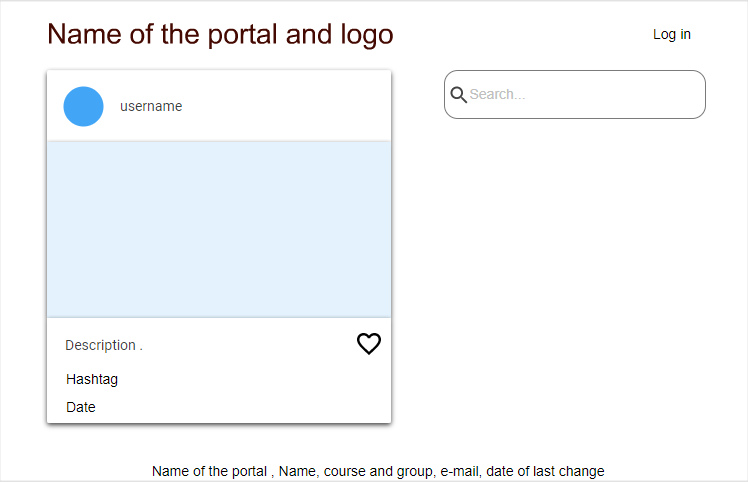 Name of the portal and logo
Log in
username
Search...
Description .
Hashtag
Date
Name of the portal , Name, course and group, e-mail, date of last change